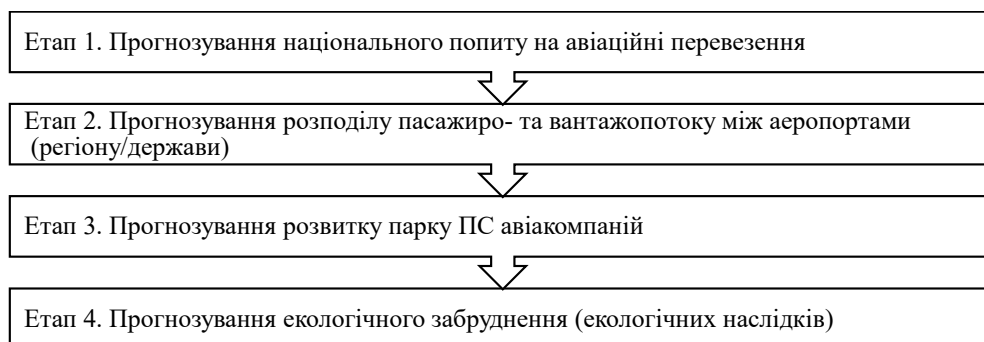 Етап 1. Прогнозування національного попиту на авіаційні перевезення
Етап 2. Прогнозування розподілу пасажиро- та вантажопотоку між аеропортами
(регіону/держави)
Етап 3. Прогнозування розвитку парку ПС авіакомпаній
Етап 4. Прогнозування екологічного забруднення (екологічних наслідків)